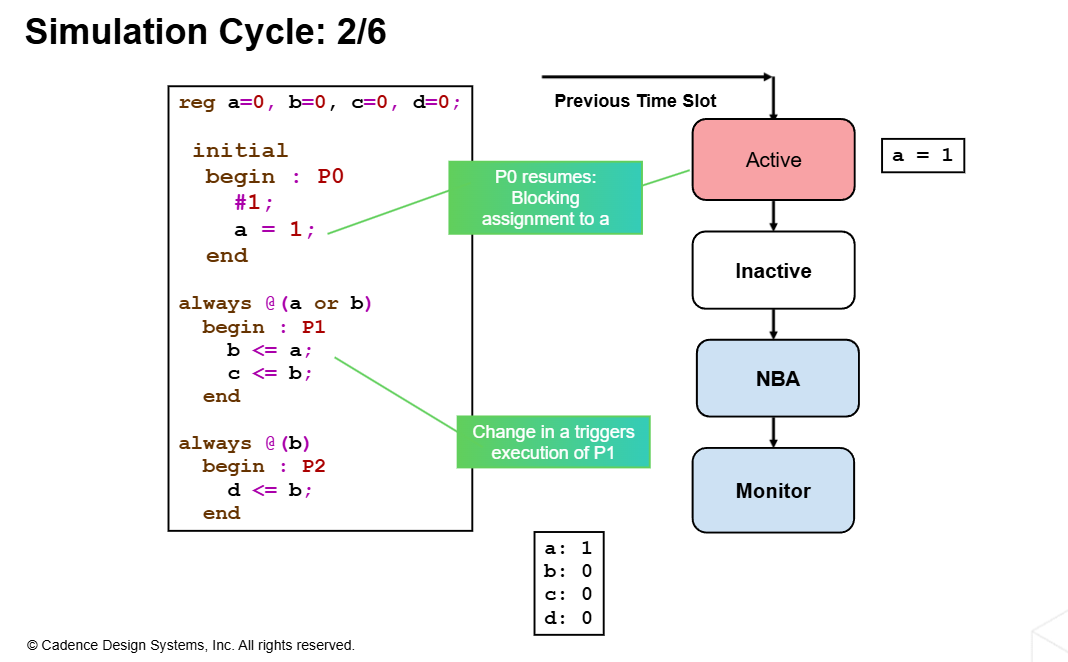 Simulation Cycle: 2/6
reg a=0, b=0, c=0, d=0;
initial
begin : P0
#1;
a = 1;
end
always @(a or b)
begin : P1
b <= a;
c <= b;
end
always @(b)
begin : P2
d <= b;
end
P0 resumes:
Blocking
assignment to a
Change in a triggers
execution of P1
Previous Time Slot
Active
a = 1
Inactive
NBA
Monitor
a: 1
b: 0
c: 0
d: 0
© Cadence Design Systems, Inc. All rights reserved.